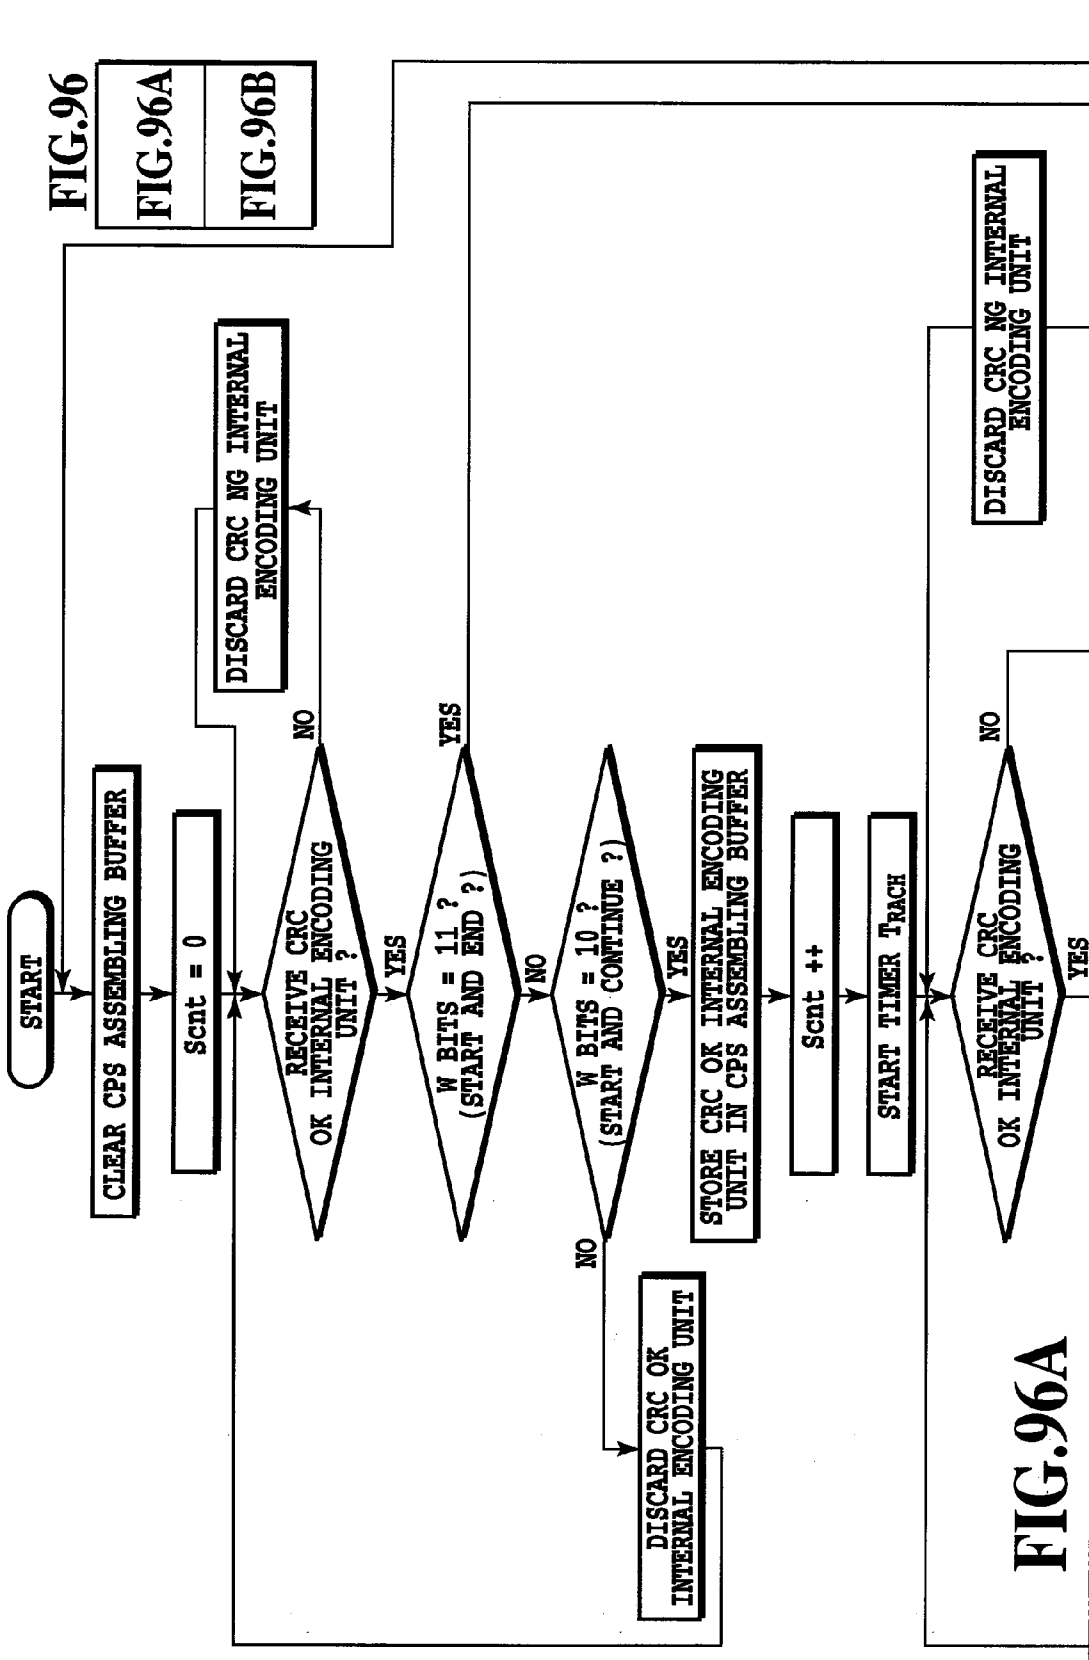 FIG.96
FIG.96A
FIG.96B
START
CLEAR CPS ASSEMBLING BUFFER
Scnt = 0
RECEIVE CRC
OK INTERNAL ENCODING
UNIT ?
NO
DISCARD CRC NG INTERNAL
ENCODING UNIT
YES
W BITS = 11 ?
(START AND END ?)
YES
NO
W BITS = 10 ?
(START AND CONTINUE ?)
NO
DISCARD CRC OK
INTERNAL ENCODING UNIT
YES
STORE CRC OK INTERNAL ENCODING
UNIT IN CPS ASSEMBLING BUFFER
Scnt ++
START TIMER TRACH
RECEIVE CRC
OK INTERNAL ENCODING
UNIT ?
NO
DISCARD CRC NG INTERNAL
ENCODING UNIT
YES
FIG.96A